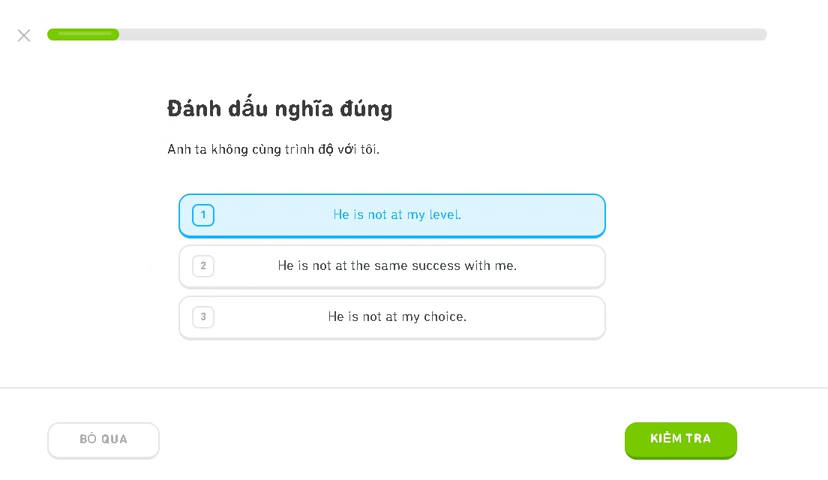 Đánh dấu nghĩa đúng
Anh ta không cùng trình độ với tôi.
1 He is not at my level.
2 He is not at the same success with me.
3 He is not at my choice.
BỎ QUA KIỂM TRA